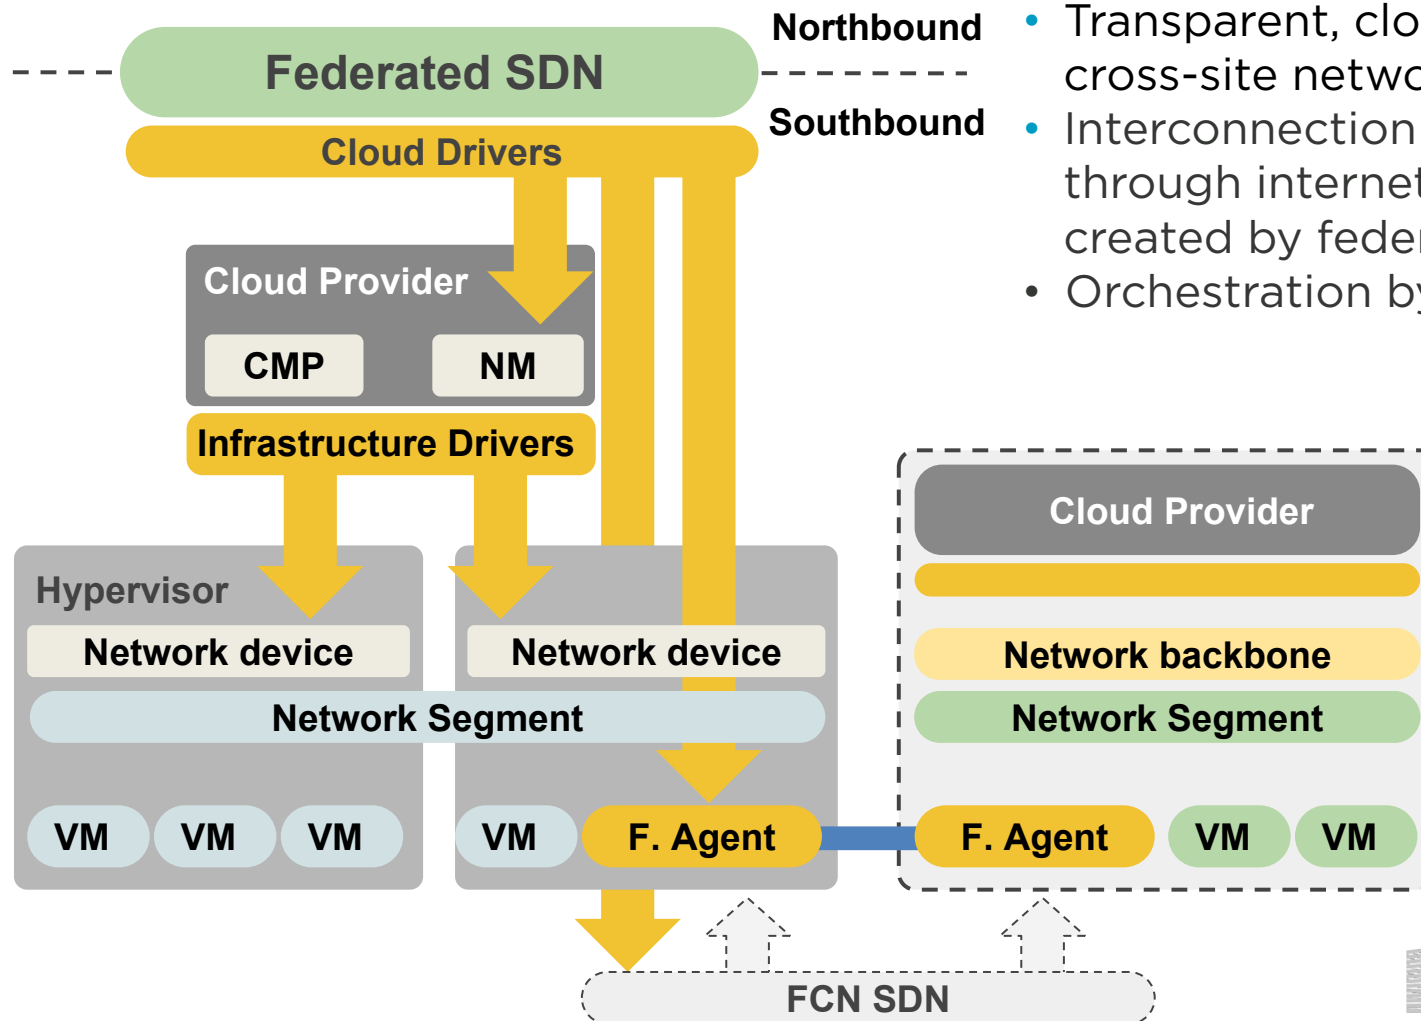 Northbound
Federated SDN
Southbound
Cloud Drivers
• Transparent,
cross-site
• Interconnection
through
created by
• Orchestration
Cloud Provider
CMP
NM
Infrastructure Drivers
Hypervisor
Network device
Network device
Network Segment
VM
VM
VM
VM
F. Agent
Cloud Provider
Network backbone
Network Segment
F. Agent
VM
VM
FCN SDN